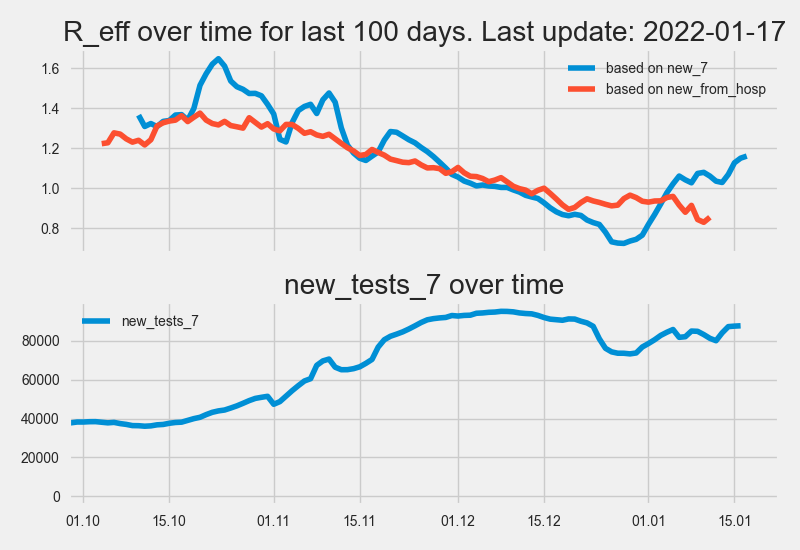 R_eff over time for last 100 days. Last update: 2022-01-17
1.6
1.4
1.2
1.0
0.8
based on new_7
based on new_from_hosp
new_tests_7 over time
new_tests_7
80000
60000
40000
20000
0
01.10 15.10 01.11 15.11 01.12 15.12 01.01 15.01